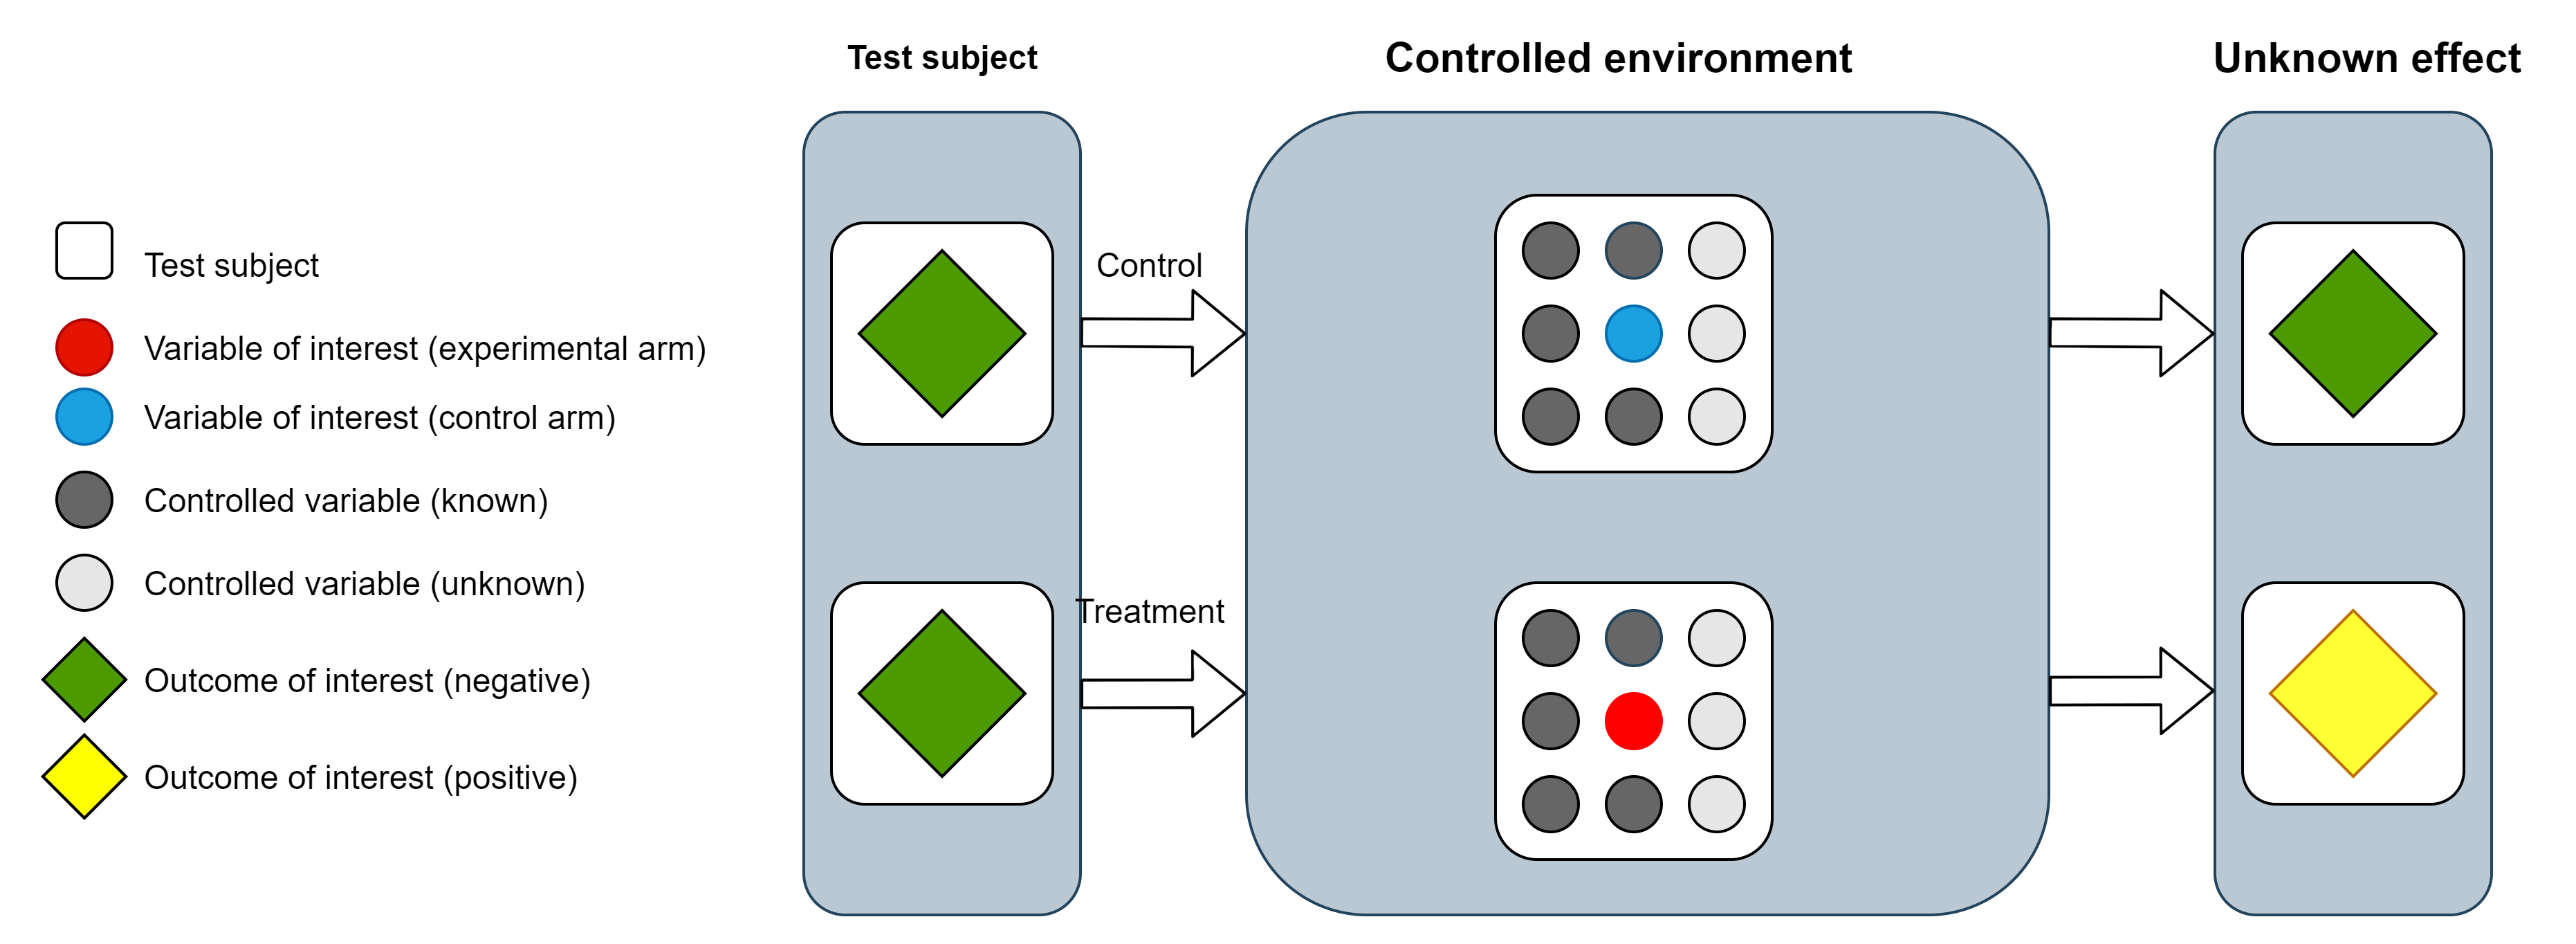 Test subject
Controlled environment
Unknown effect
Test subject
Variable of interest (experimental arm)
Variable of interest (control arm)
Controlled variable (known)
Controlled variable (unknown)
Outcome of interest (negative)
Outcome of interest (positive)
Control
Treatment